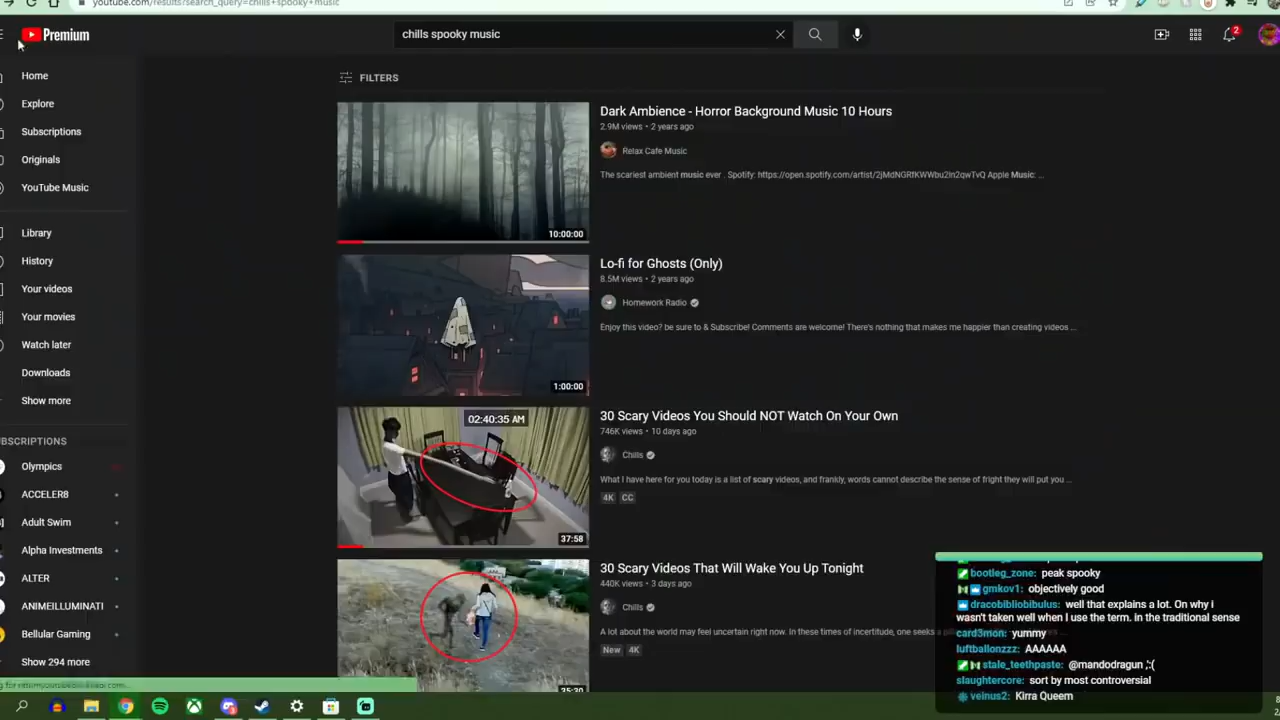 youtube.com/results?search_query=chills+spooky+music
Premium
chills spooky music
2
Home
Explore
Subscriptions
Originals
YouTube Music
Library
History
Your videos
Your movies
Watch later
Downloads
Show more
BSCRIPTIONS
Olympics
ACCELER8
Adult Swim
Alpha Investments
ALTER
ANIMEILLUMINATI
Bellular Gaming
Show 294 more
FILTERS
10:00:00
Dark Ambience - Horror Background Music 10 Hours
2.9M views • 2 years ago
Relax Cafe Music
The scariest ambient music ever . Spotify: https://open.spotify.com/artist/2jMdNGRfKWWbu2In2qwTvQ Apple Music: ...
1:00:00
Lo-fi for Ghosts (Only)
8.5M views • 2 years ago
Homework Radio
Enjoy this video? be sure to & Subscribe! Comments are welcome! There's nothing that makes me happier than creating videos ...
02:40:35 AM
37:58
30 Scary Videos You Should NOT Watch On Your Own
746K views • 10 days ago
Chills
What I have here for you today is a list of scary videos, and frankly, words cannot describe the sense of fright they will put you ...
4K CC
30 Scary Videos That Will Wake You Up Tonight
440K views • 3 days ago
Chills
A lot about the world may feel uncertain right now. In these times of incertitude, one seeks a
New 4K
bootleg_zone: peak spooky
gmkov1: objectively good
dracobibliobibulus: well that explains a lot. On why i
wasn't taken well when I use the term. in the traditional sense
card3mon: yummy
luftballonzzz: AAAAAA
stale_teethpaste: @mandodragun ;'(
slaughtercore: sort by most controversial
veinus2: Kirra Queem